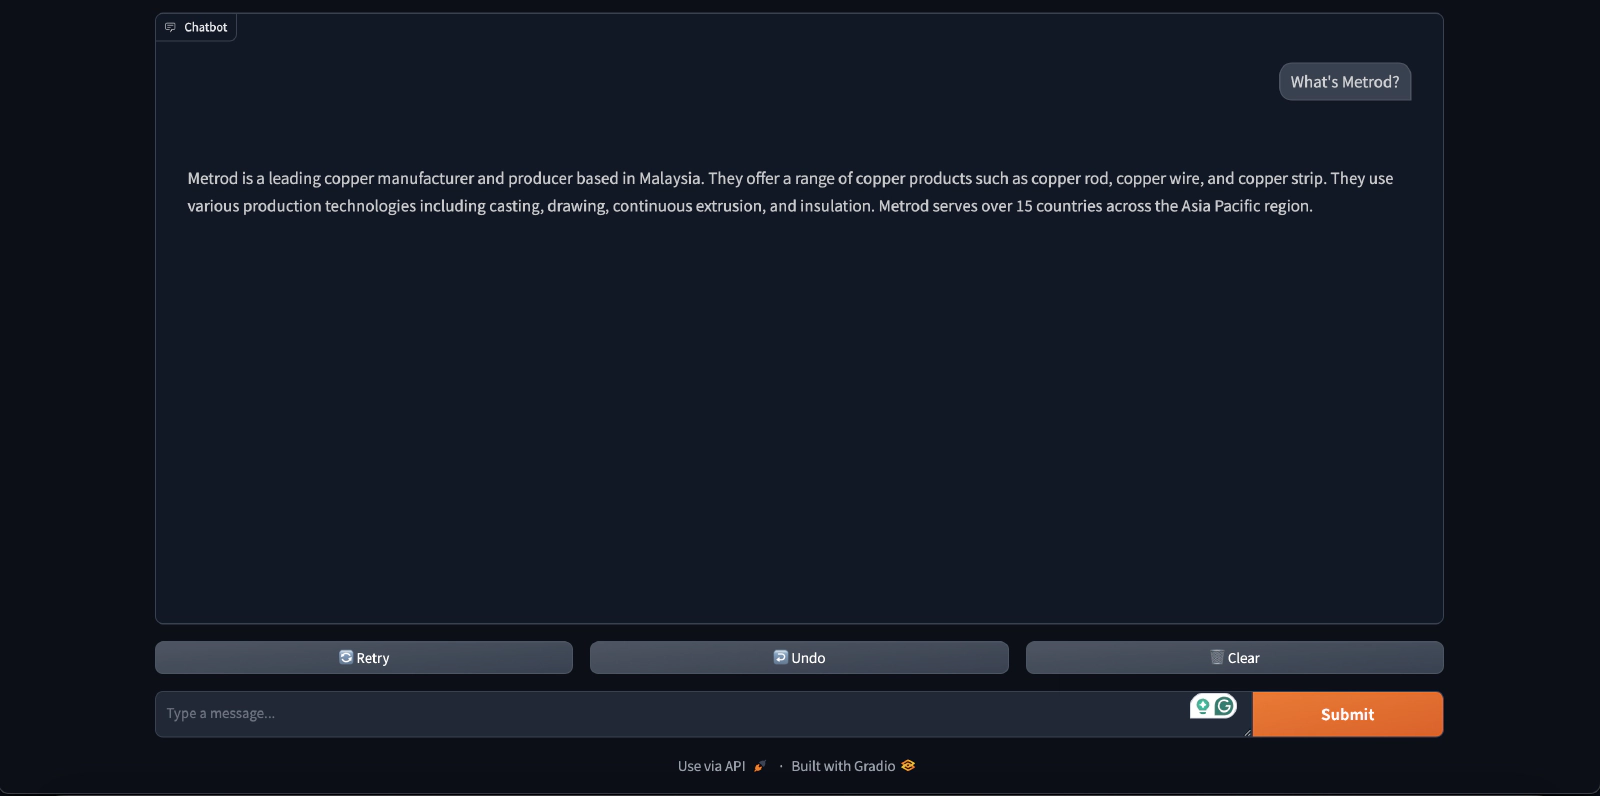 Chatbot
What's Metrod?
Metrod is a leading copper manufacturer and producer based in Malaysia. They offer a range of copper products such as copper rod, copper wire, and copper strip. They use
various production technologies including casting, drawing, continuous extrusion, and insulation. Metrod serves over 15 countries across the Asia Pacific region.
Retry
Undo
Clear
Type a message...
Submit
Use via API · Built with Gradio